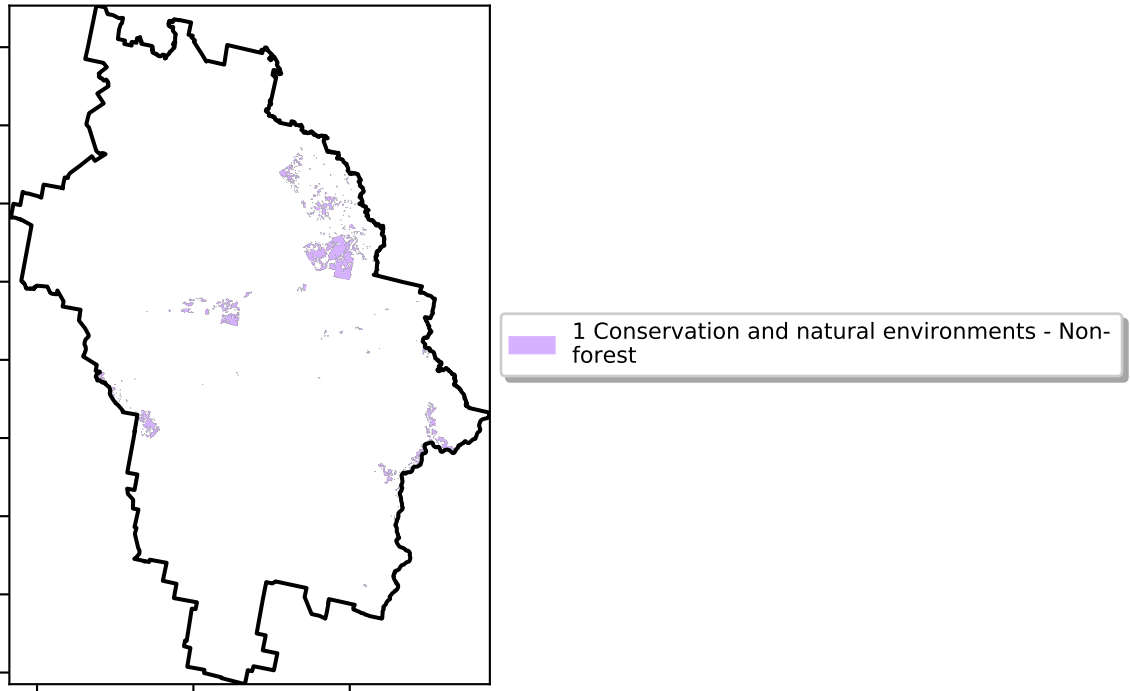 1 Conservation and natural environments - Non-
forest